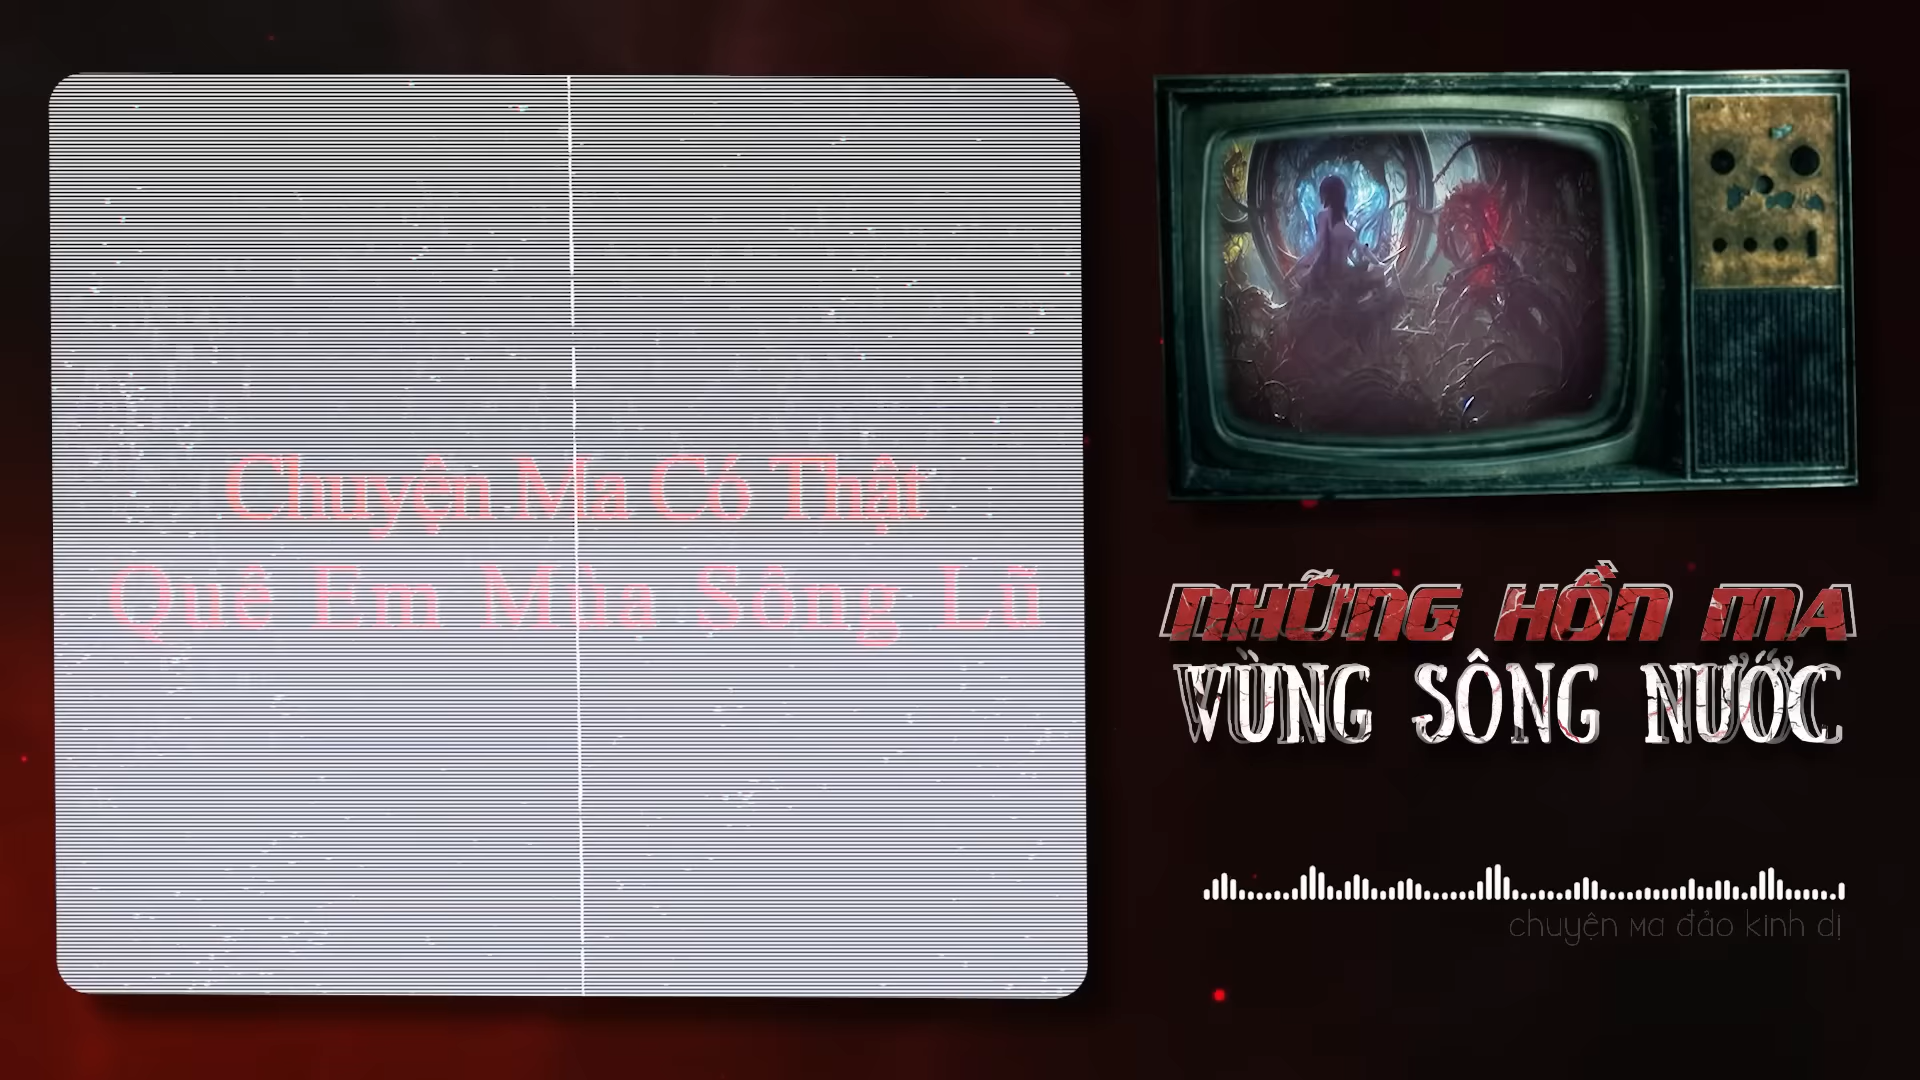 Chuyện Ma Có Thật
Quê Em Mùa Sông Lũ
NHỮNG HỒN MA
VÙNG SÔNG NƯỚC
chuyện ma đảo kinh dị